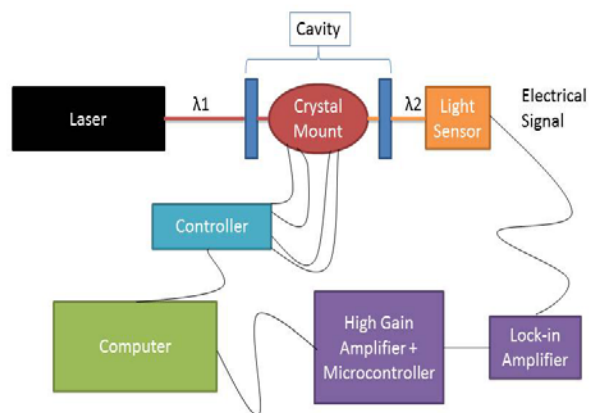 Cavity
Laser
λ1
Crystal
Mount
λ2
Light
Sensor
Electrical
Signal
Controller
Computer
High Gain
Amplifier +
Microcontroller
Lock-in
Amplifier